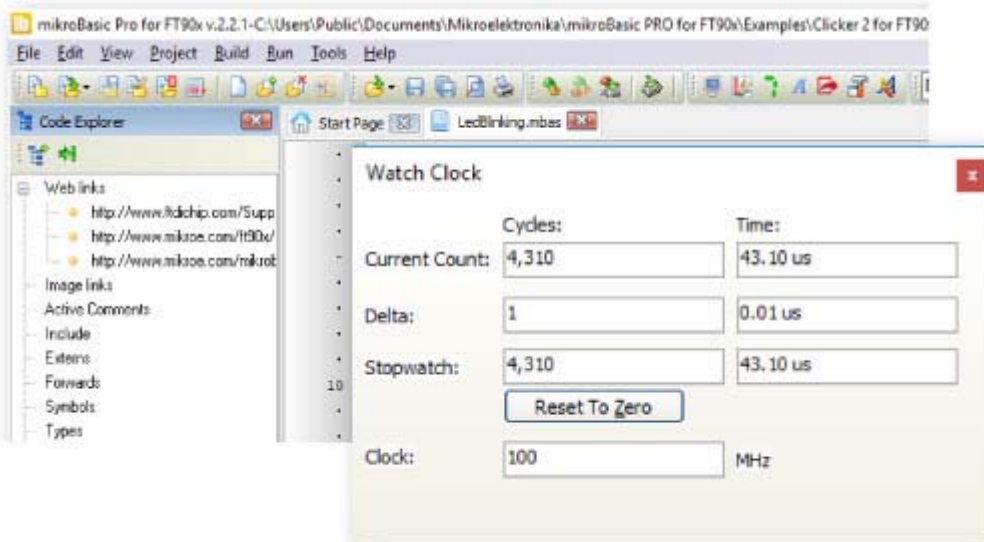 mikroBasic Pro for FT90x v.2.2.1-C:\Users\Public\Documents\Mikroelektronika\mikroBasic PRO for FT90x\Examples\Clicker 2 for FT90
File Edit View Project Build Run Tools Help
Code Explorer
Start Page LedBlinking.mbas
Web links
http://www.ftdichip.com/Supp
http://www.mikroe.com/ft90x/
http://www.mikroe.com/mikrob
Image links
Active Comments
Include
Externs
Forwards
Symbols
Types
10
Watch Clock
Cycles: Time:
Current Count: 4,310 43.10 us
Delta: 1 0.01 us
Stopwatch: 4,310 43.10 us
Reset To Zero
Clock: 100 MHz